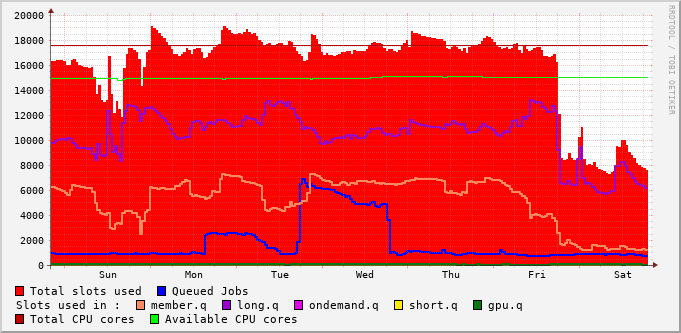 20000
18000
16000
14000
12000
10000
8000
6000
4000
2000
0
Sun Mon Tue Wed Thu Fri Sat
Total slots used Queued Jobs
Slots used in : member.q long.q ondemand.q short.q gpu.q
Total CPU cores Available CPU cores
RRDTOOL / TOBI OETIKER